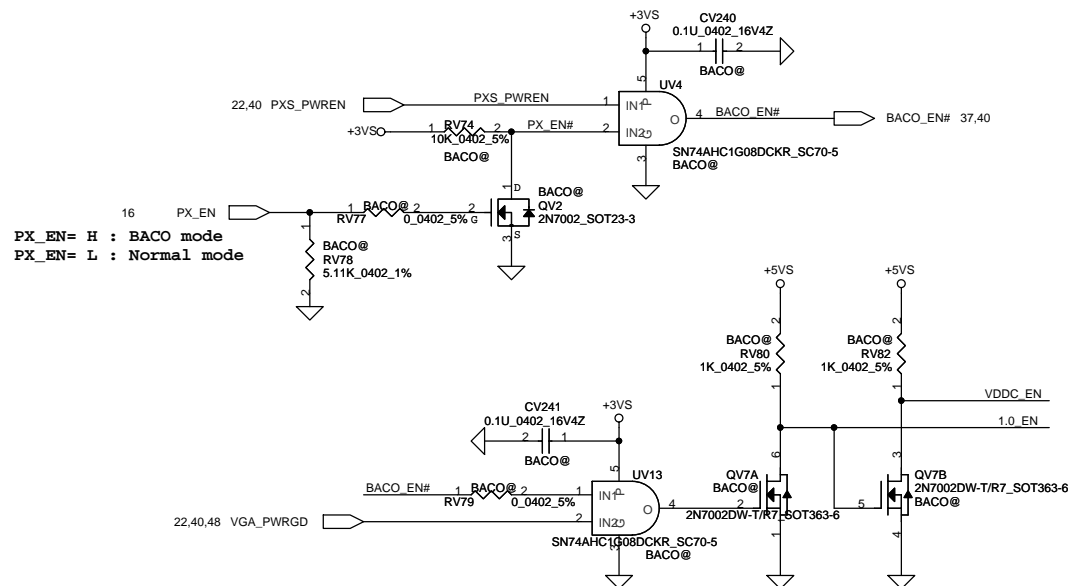 +3VS
CV240
0.1U_0402_16V4Z
1 2
BACO@
5
UV4
22,40 PXS_PWREN
PXS_PWREN
1
IN1
P
O
4
BACO_EN#
BACO_EN# 37,40
+3VS
1
RV74
2
PX_EN#
2
IN2
G
10K_0402_5%
BACO@
SN74AHC1G08DCKR_SC70-5
BACO@
3
1
D
BACO@
QV2
2N7002_SOT23-3
16
PX_EN
1
BACO@
2
2
G
RV77
0_0402_5%
S
3
PX_EN= H : BACO mode
PX_EN= L : Normal mode
1
BACO@
RV78
5.11K_0402_1%
2
+5VS
+5VS
2
2
BACO@
RV80
1K_0402_5%
1
BACO@
RV82
1K_0402_5%
1
VDDC_EN
1.0_EN
CV241
0.1U_0402_16V4Z
2 1
BACO@
+3VS
5
UV13
BACO_EN#
1
BACO@
2
1
IN1
P
RV79
0_0402_5%
O
4
22,40,48 VGA_PWRGD
2
IN2
G
SN74AHC1G08DCKR_SC70-5
BACO@
3
6
QV7A
BACO@
2
2N7002DW-T/R7_SOT363-6
1
3
QV7B
2N7002DW-T/R7_SOT363-6
BACO@
5
4